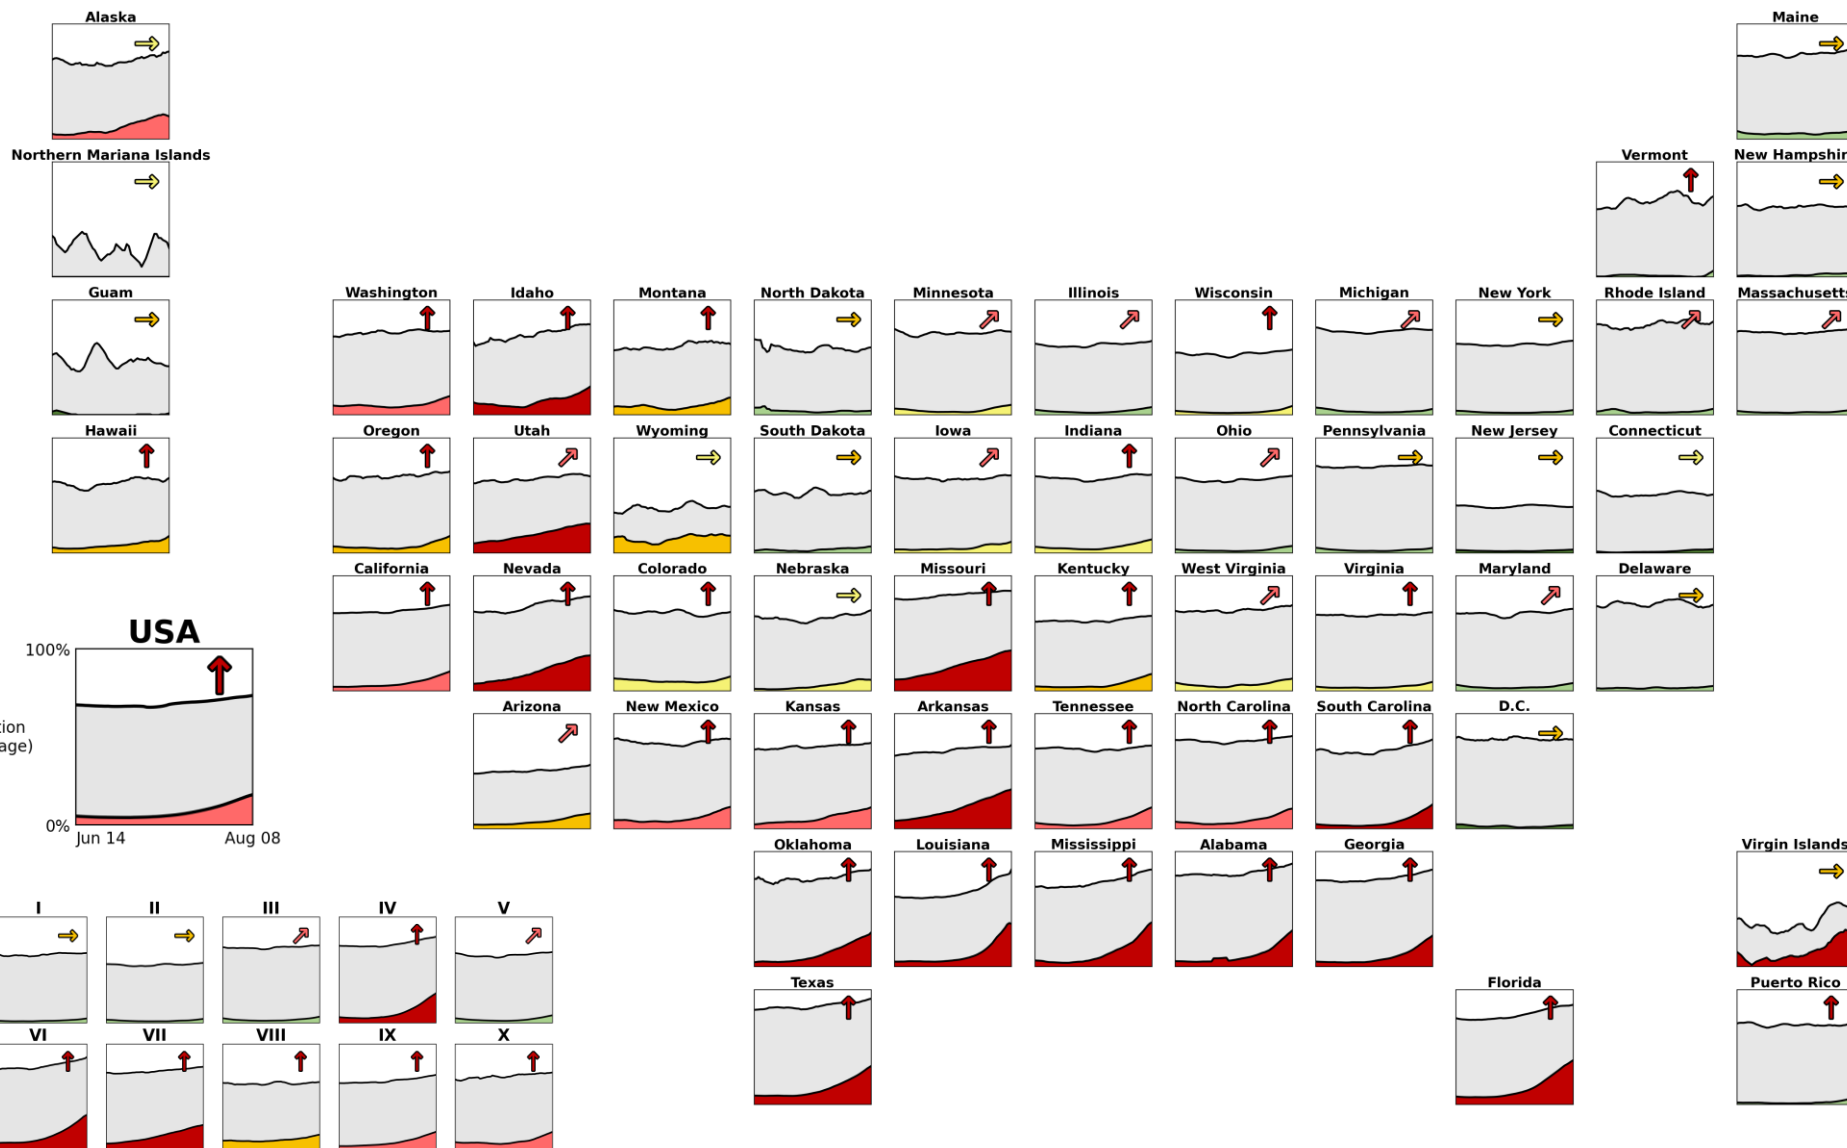 Alaska
Maine
Northern Mariana Islands
Vermont
New Hampshir
Guam
Washington
Idaho
Montana
North Dakota
Minnesota
Illinois
Wisconsin
Michigan
New York
Rhode Island
Massachusetts
Hawaii
Oregon
Utah
Wyoming
South Dakota
Iowa
Indiana
Ohio
Pennsylvania
New Jersey
Connecticut
California
Nevada
Colorado
Nebraska
Missouri
Kentucky
West Virginia
Virginia
Maryland
Delaware
USA
100%
tion
age)
0%
Jun 14
Aug 08
Arizona
New Mexico
Kansas
Arkansas
Tennessee
North Carolina
South Carolina
D.C.
Oklahoma
Louisiana
Mississippi
Alabama
Georgia
Virgin Islands
I
II
III
IV
V
Texas
Florida
Puerto Rico
VI
VII
VIII
IX
X